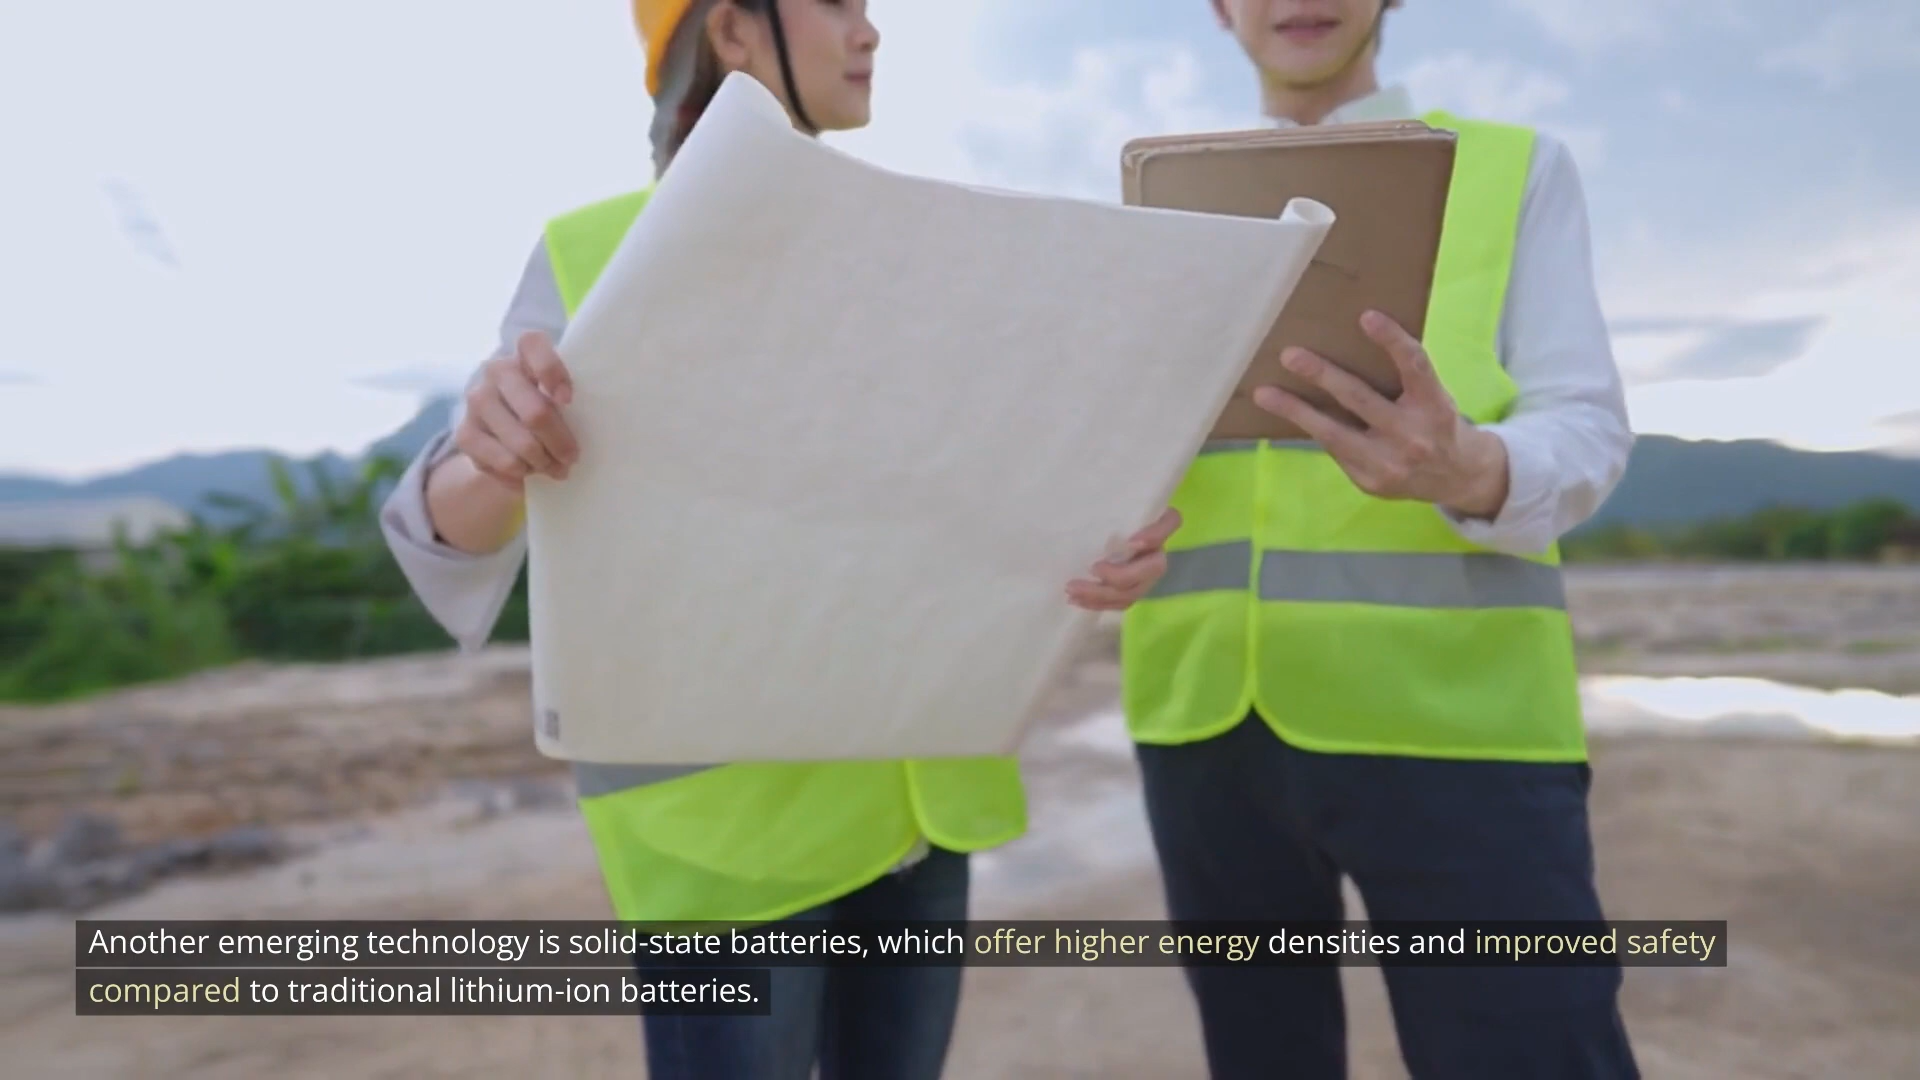 Another emerging technology is solid-state batteries, which offer higher energy densities and improved safety
compared to traditional lithium-ion batteries.